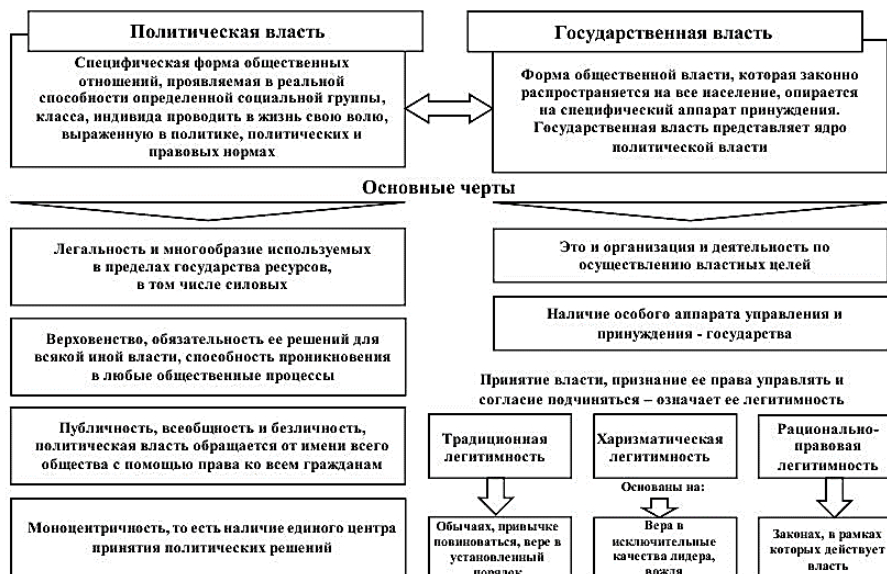 Политическая власть
Специфическая форма общественных
отношений, проявляемая в реальной
способности определенной социальной группы,
класса, индивида проводить в жизнь свою волю,
выраженную в политике, политических и
правовых нормах
Государственная власть
Форма общественной власти, которая законно
распространяется на все население, опирается
на специфический аппарат принуждения.
Государственная власть представляет ядро
политической власти
Основные черты
Легальность и многообразие используемых
в пределах государства ресурсов,
в том числе силовых
Верховенство, обязательность ее решений для
всякой иной власти, способность проникновения
в любые общественные процессы
Публичность, всеобщность и безличность,
политическая власть обращается от имени всего
общества с помощью права ко всем гражданам
Моноцентричность, то есть наличие единого центра
принятия политических решений
Это и организация и деятельность по
осуществлению властных целей
Наличие особого аппарата управления и
принуждения - государства
Принятие власти, признание ее права управлять и
согласие подчиняться – означает ее легитимность
Традиционная
легитимность
Харизматическая
легитимность
Рационально-
правовая
легитимность
Основаны на:
Обычаях, привычке
повиноваться, вере в
установленный
порядок
Вера в
исключительные
качества лидера,
вождя
Законах, в рамках
которых действует
власть